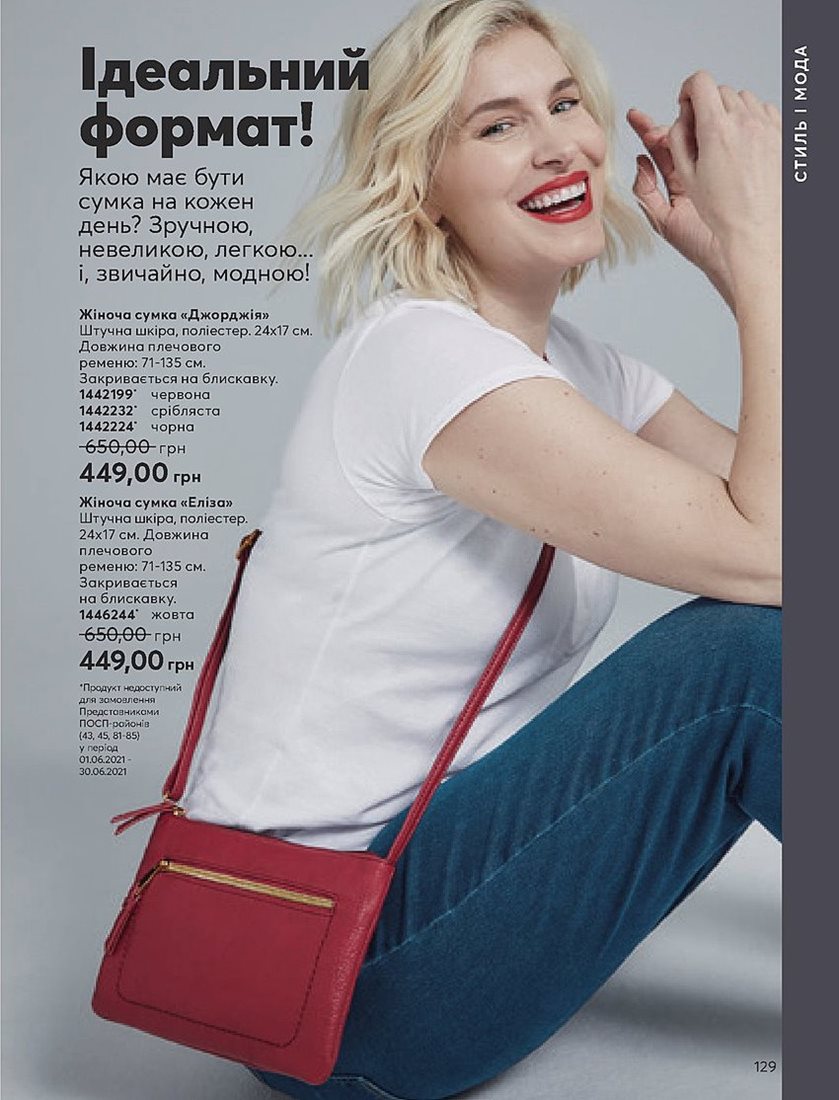 Ідеальний
формат!
Якою має бути
сумка на кожен
день? Зручною,
невеликою, легкою...
і, звичайно, модною!
Жіноча сумка «Джорджія»
Штучна шкіра, поліестер. 24х17 см.
Довжина плечового
ременю: 71-135 см.
Закривається на блискавку.
1442199* червона
1442232* срібляста
1442224* чорна
650,00 грн
449,00 грн
Жіноча сумка «Еліза»
Штучна шкіра, поліестер.
24х17 см. Довжина
плечового
ременю: 71-135 см.
Закривається
на блискавку.
1446244* жовта
650,00 грн
449,00 грн
*Продукт недоступний
для замовлення
Представниками
ПОСП-районів
(43, 45, 81-85)
у період
01.06.2021 -
30.06.2021
СТИЛЬ І МОДА
129